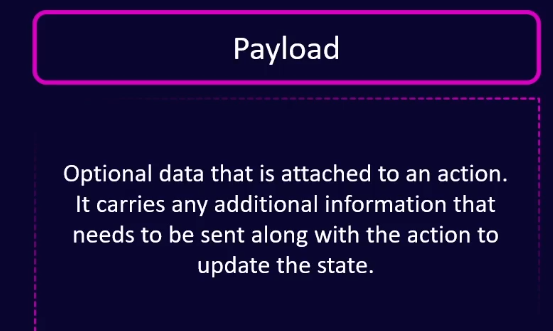 Payload
Optional data that is attached to an action.
It carries any additional information that
needs to be sent along with the action to
update the state.